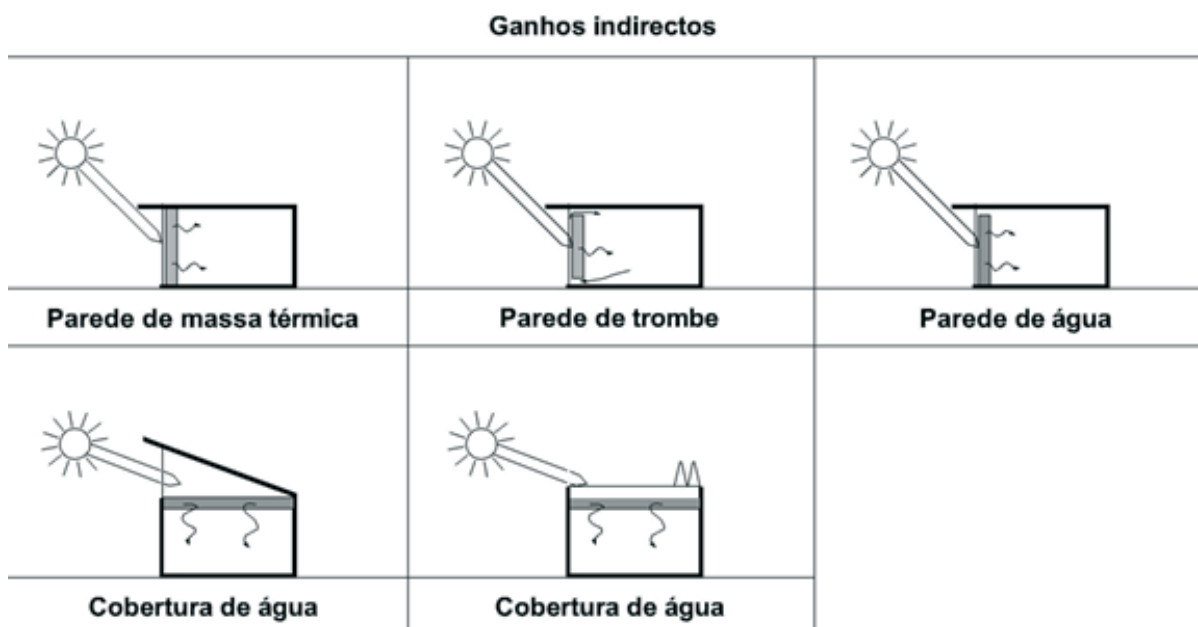 Ganhos indirectos
Parede de massa térmica
Parede de trombe
Parede de água
Cobertura de água
Cobertura de água